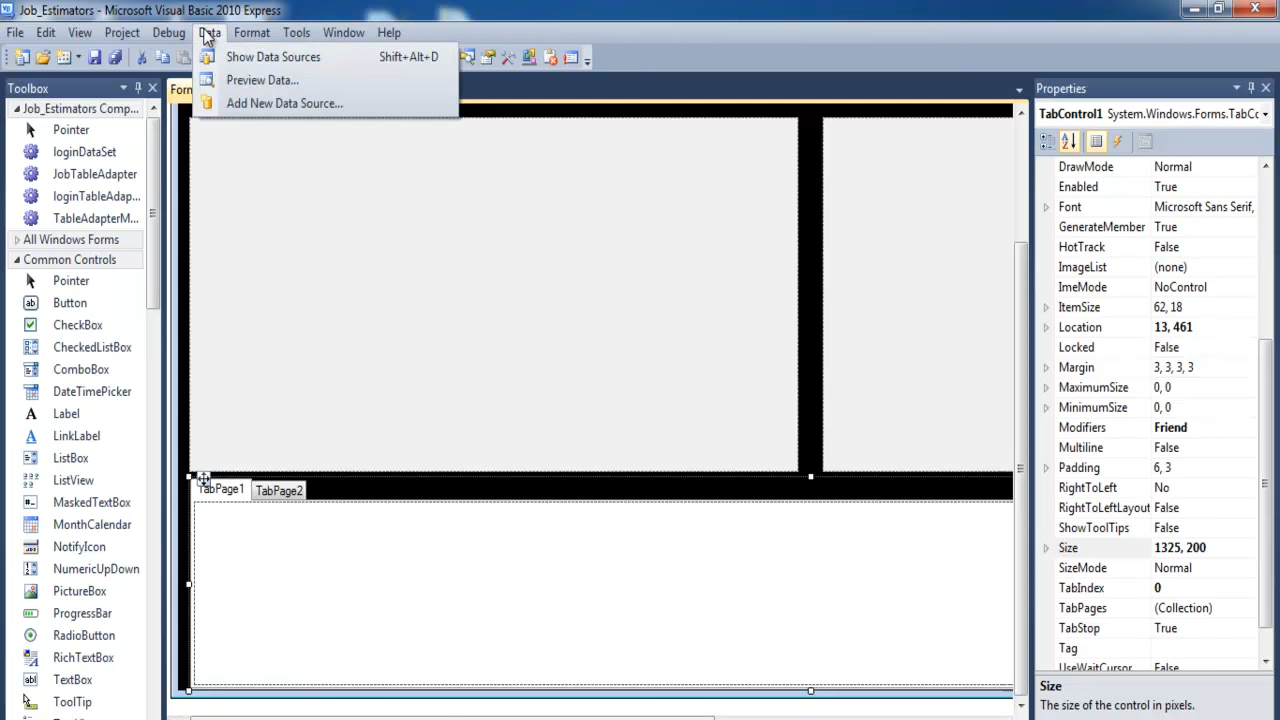 Job_Estimators - Microsoft Visual Basic 2010 Express
File Edit View Project Debug Data Format Tools Window Help
Show Data Sources Shift+Alt+D
Preview Data...
Add New Data Source...
Toolbox
Job_Estimators Comp...
Pointer
loginDataSet
JobTableAdapter
loginTableAdap...
TableAdapterM...
All Windows Forms
Common Controls
Pointer
Button
CheckBox
CheckedListBox
ComboBox
DateTimePicker
Label
LinkLabel
ListBox
ListView
MaskedTextBox
MonthCalendar
NotifyIcon
NumericUpDown
PictureBox
ProgressBar
RadioButton
RichTextBox
TextBox
ToolTip
Form
TabPage1 TabPage2
Properties
TabControl1 System.Windows.Forms.TabCo
DrawMode Normal
Enabled True
Font Microsoft Sans Serif,
GenerateMember True
HotTrack False
ImageList (none)
ImeMode NoControl
ItemSize 62, 18
Location 13, 461
Locked False
Margin 3, 3, 3, 3
MaximumSize 0, 0
MinimumSize 0, 0
Modifiers Friend
Multiline False
Padding 6, 3
RightToLeft No
RightToLeftLayout False
ShowToolTips False
Size 1325, 200
SizeMode Normal
TabIndex 0
TabPages (Collection)
TabStop True
Tag
UseWaitCursor False
Size
The size of the control in pixels.